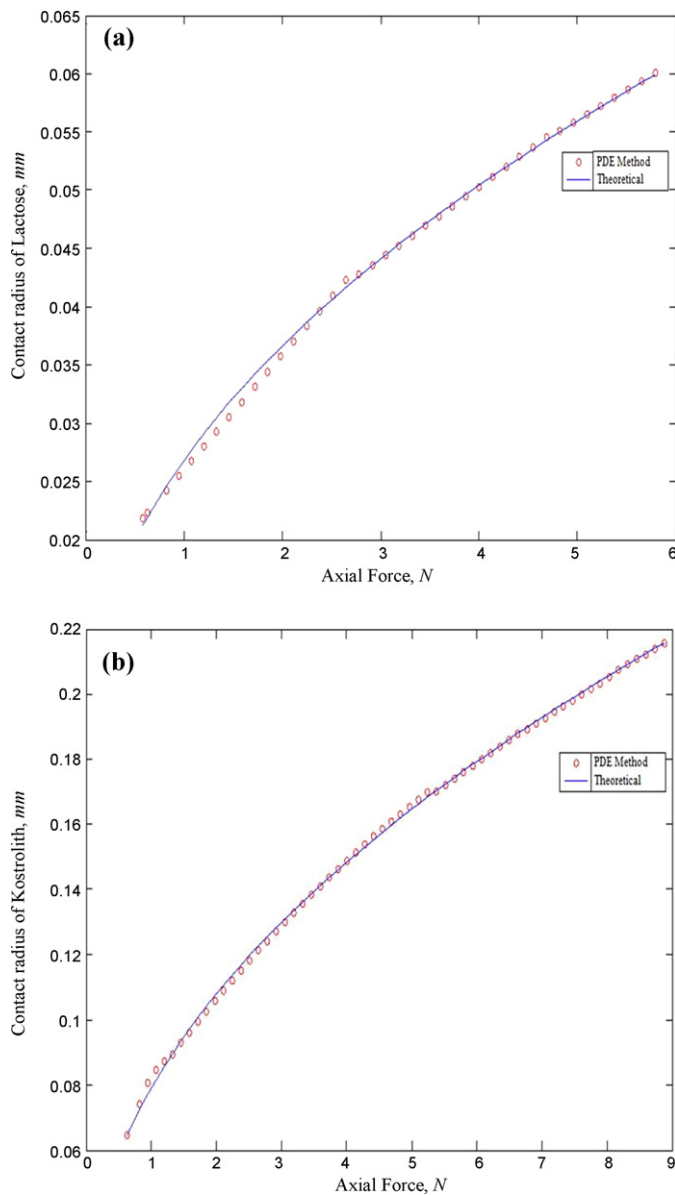 (a)
0.065
0.06
0.055
0.05
0.045
0.04
0.035
0.03
0.025
0.02
Contact radius of Lactose, mm
PDE Method
Theoretical
0 1 2 3 4 5 6
Axial Force, N
(b)
0.22
0.2
0.18
0.16
0.14
0.12
0.1
0.08
0.06
Contact radius of Kostrolith, mm
PDE Method
Theoretical
0 1 2 3 4 5 6 7 8 9
Axial Force, N